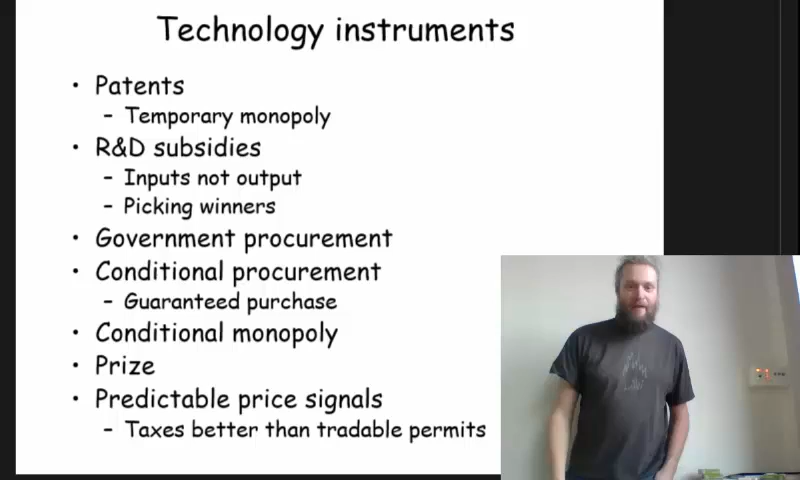 Technology instruments
• Patents
– Temporary monopoly
• R&D subsidies
– Inputs not output
– Picking winners
• Government procurement
• Conditional procurement
– Guaranteed purchase
• Conditional monopoly
• Prize
• Predictable price signals
– Taxes better than tradable permits